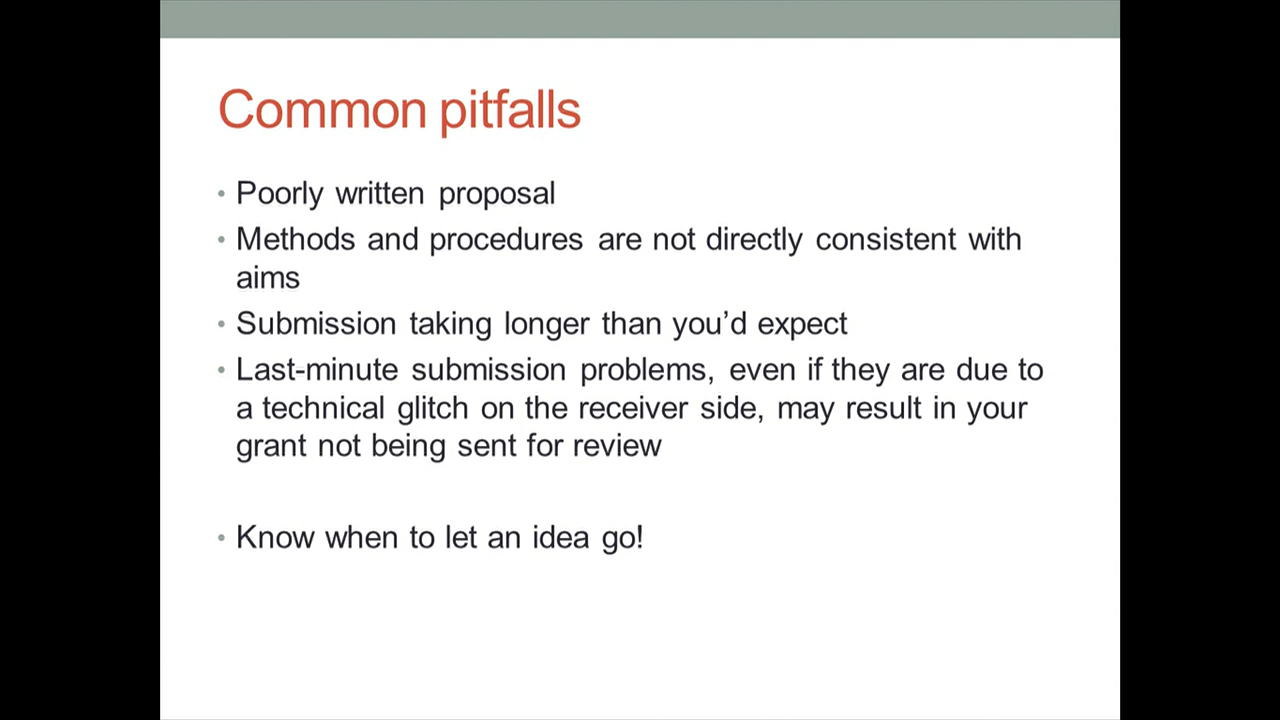 Common pitfalls
• Poorly written proposal
• Methods and procedures are not directly consistent with
aims
• Submission taking longer than you’d expect
• Last-minute submission problems, even if they are due to
a technical glitch on the receiver side, may result in your
grant not being sent for review
• Know when to let an idea go!